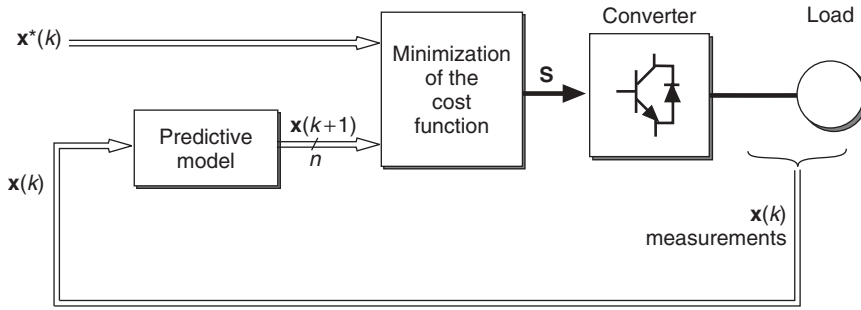 Converter
Load
x*(k)
Minimization
of the
cost
function
S
Predictive
model
x(k+1)
n
x(k)
x(k)
measurements